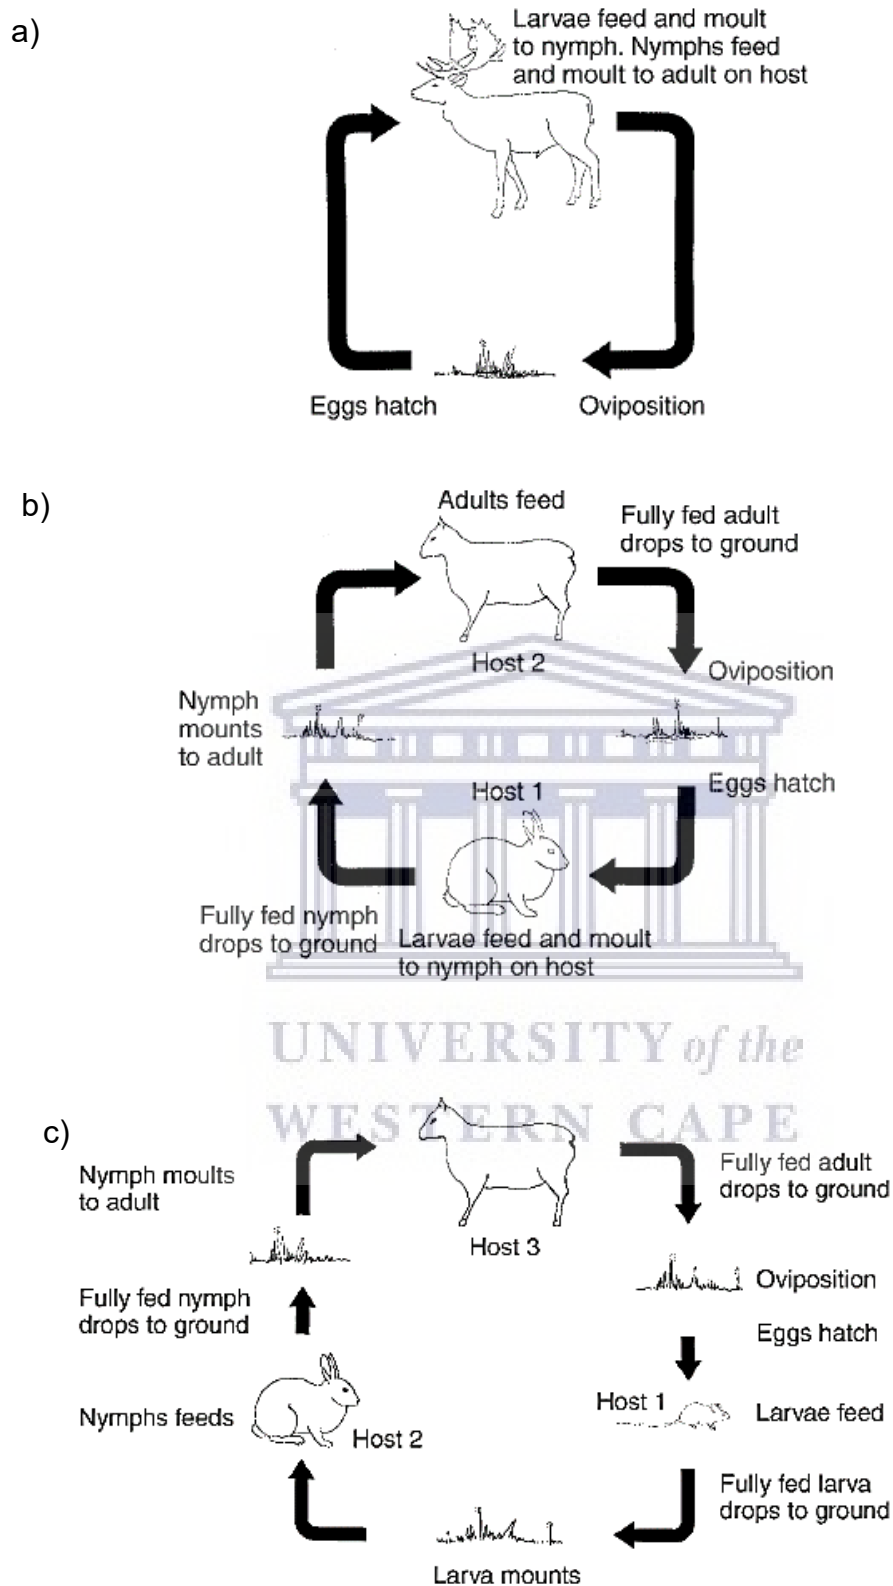 a)
Larvae feed and moult
to nymph. Nymphs feed
and moult to adult on host
Eggs hatch
Oviposition
b)
Adults feed
Fully fed adult
drops to ground
Host 2
Oviposition
Nymph
mounts
to adult
Host 1
Eggs hatch
Fully fed nymph
drops to ground
Larvae feed and moult
to nymph on host
UNIVERSITY of the
WESTERN CAPE
c)
Nymph moults
to adult
Fully fed adult
drops to ground
Host 3
Oviposition
Fully fed nymph
drops to ground
Eggs hatch
Host 1
Larvae feed
Nymphs feeds
Host 2
Fully fed larva
drops to ground
Larva mounts